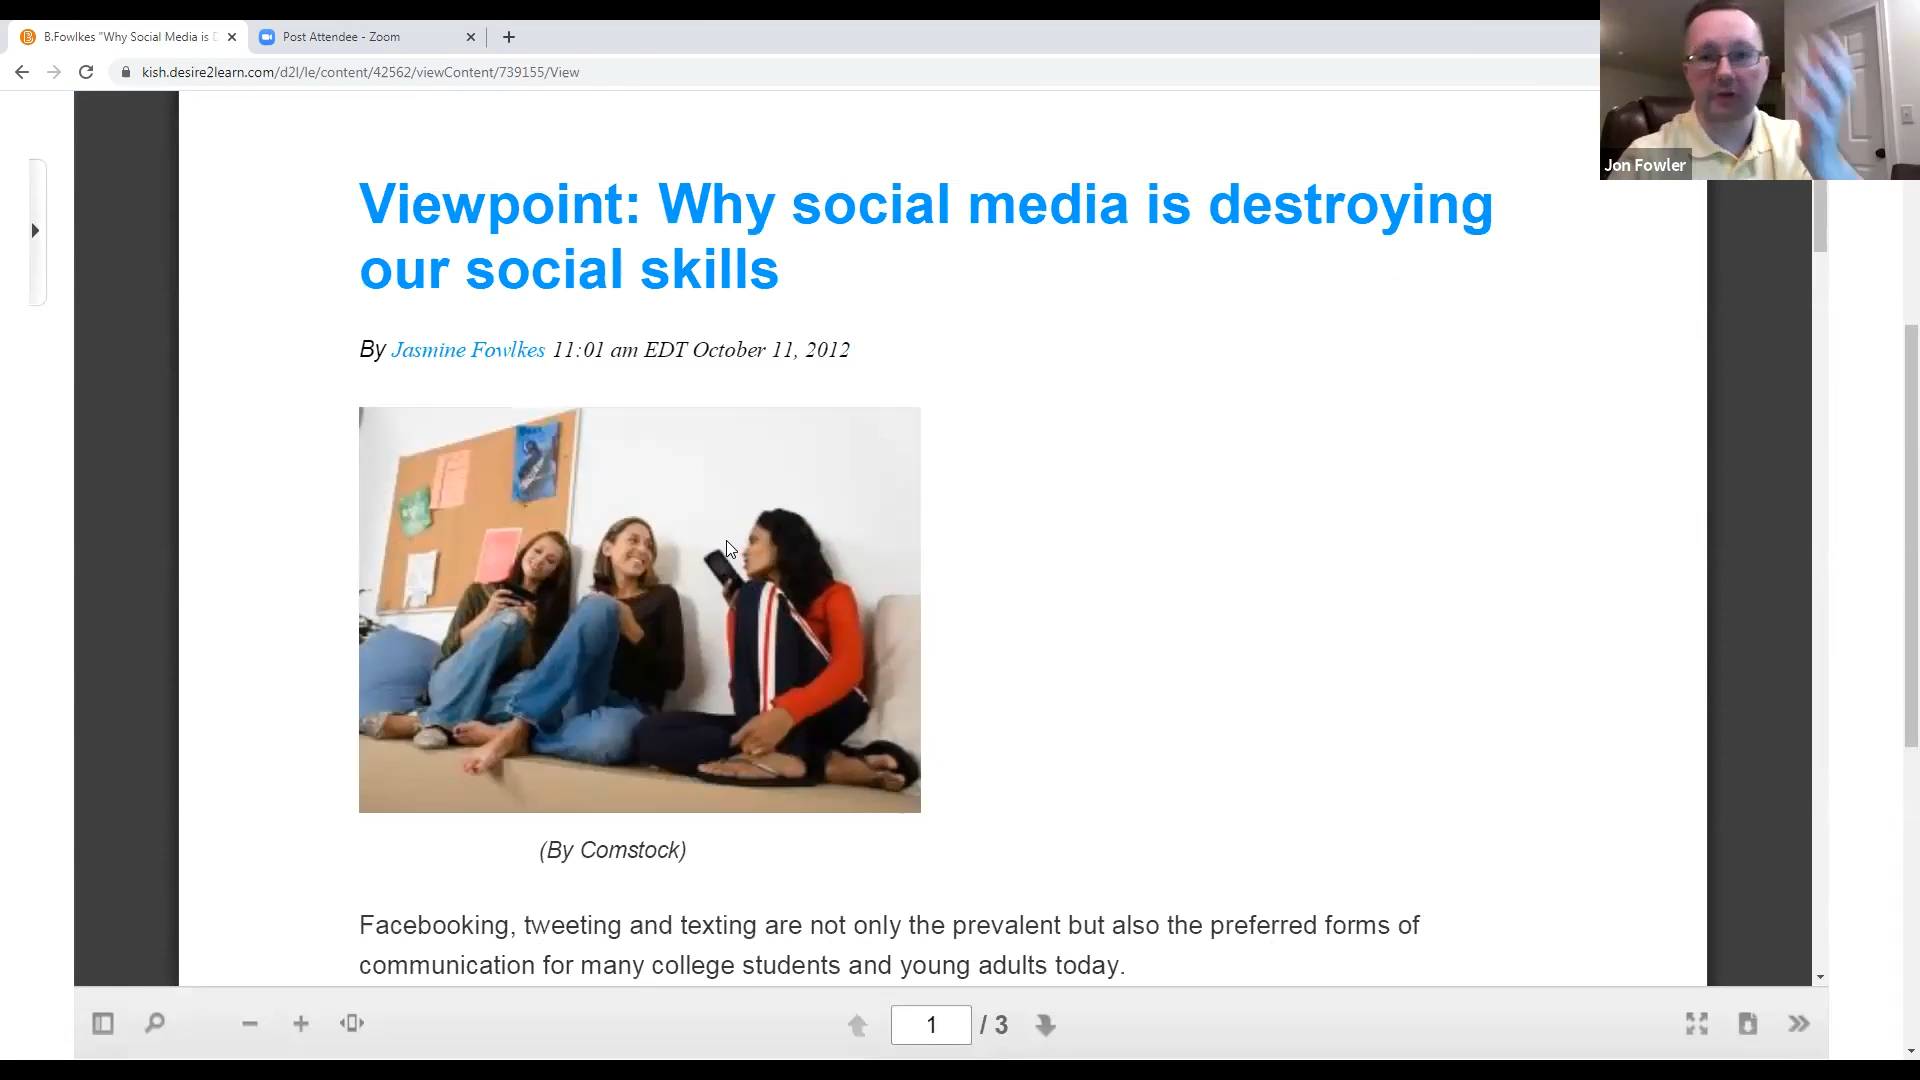 B.Fowlkes "Why Social Media is
Post Attendee - Zoom
kish.desire2learn.com/d2l/le/content/42562/viewContent/739155/View
Jon Fowler
Viewpoint: Why social media is destroying
our social skills
By Jasmine Fowlkes 11:01 am EDT October 11, 2012
(By Comstock)
Facebooking, tweeting and texting are not only the prevalent but also the preferred forms of
communication for many college students and young adults today.
1 / 3